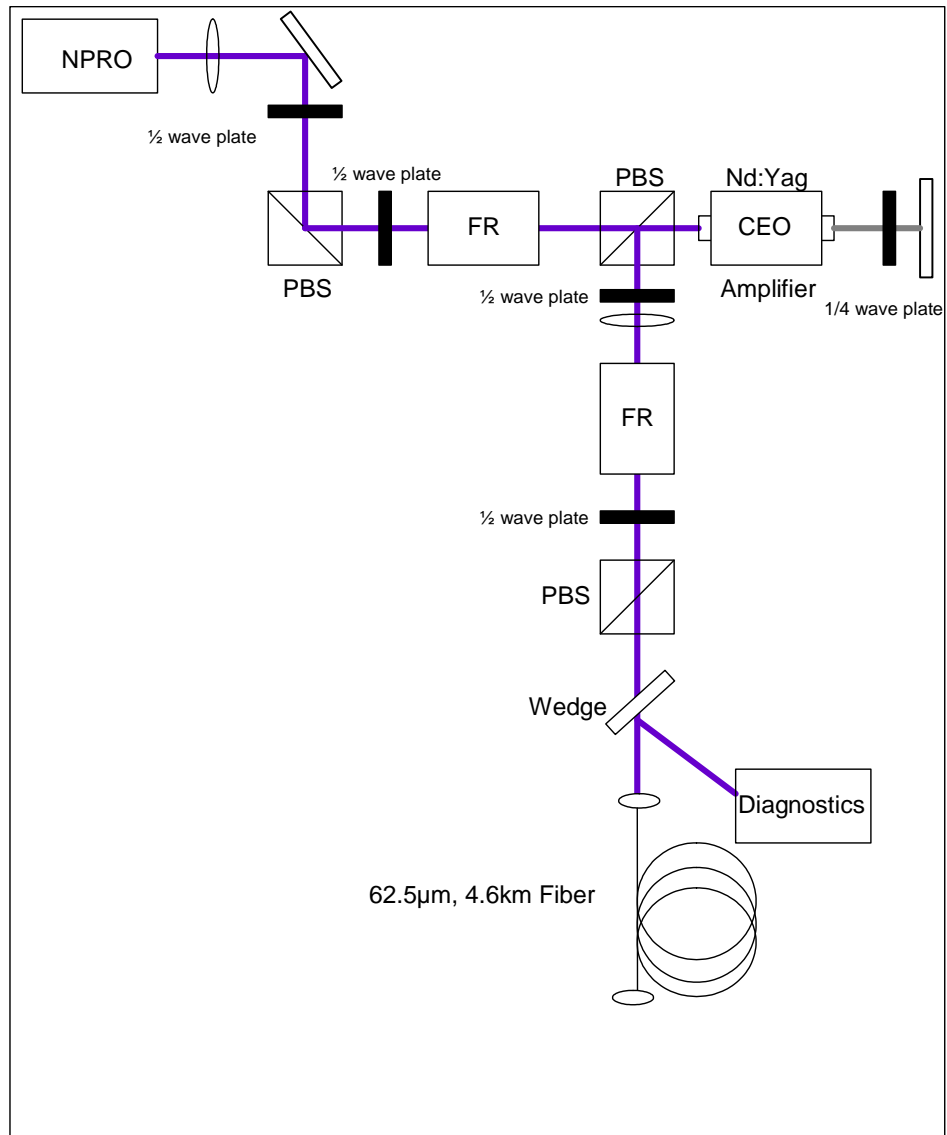 NPRO
½ wave plate
½ wave plate
PBS
FR
PBS
Nd:Yag
CEO
Amplifier
1/4 wave plate
½ wave plate
FR
½ wave plate
PBS
Wedge
Diagnostics
62.5µm, 4.6km Fiber